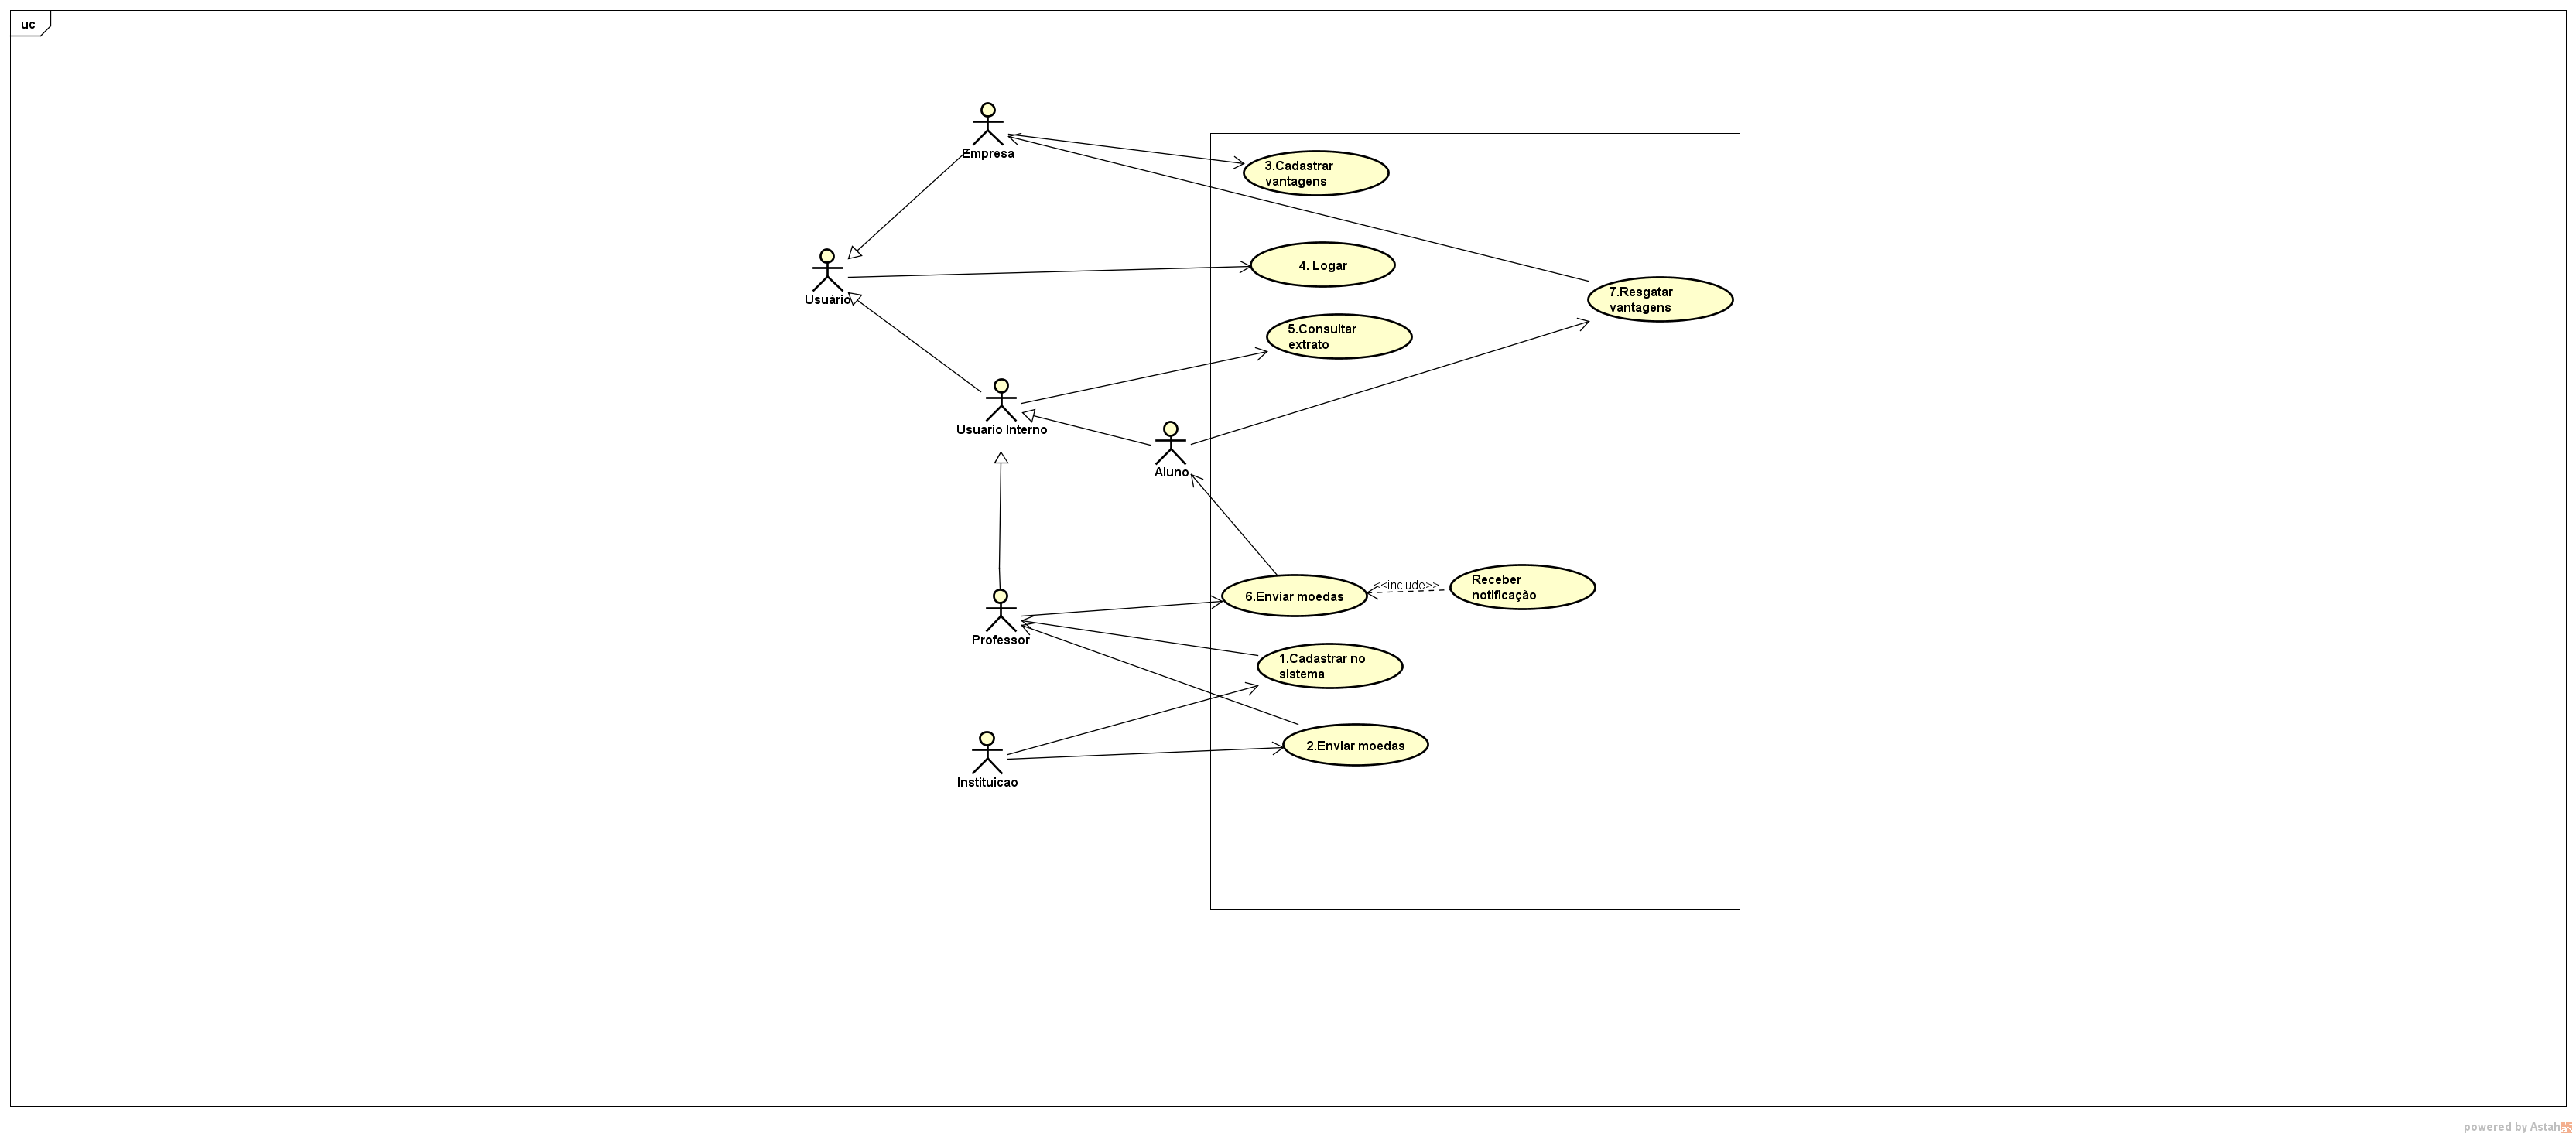 uc
Empresa
3.Cadastrar
vantagens
4. Logar
7.Resgatar
vantagens
Usuário
5.Consultar
extrato
Usuario Interno
Aluno
6.Enviar moedas
<<include>>
Receber
notificação
Professor
1.Cadastrar no
sistema
2.Enviar moedas
Instituicao
powered by Astah